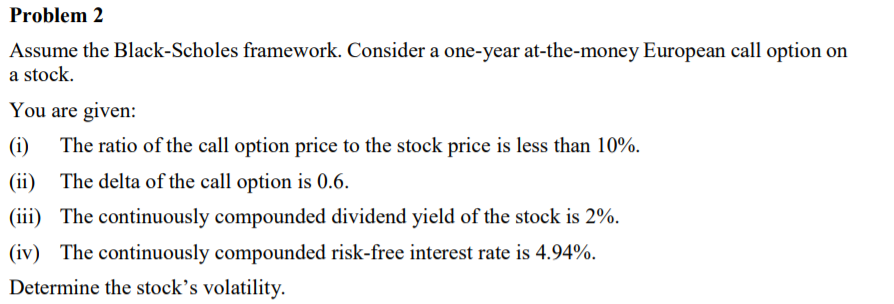 Problem 2
Assume the Black-Scholes framework. Consider a one-year at-the-money European call option on
a stock.
You are given:
(i) The ratio of the call option price to the stock price is less than 10%.
(ii) The delta of the call option is 0.6.
(iii) The continuously compounded dividend yield of the stock is 2%.
(iv) The continuously compounded risk-free interest rate is 4.94%.
Determine the stock’s volatility.